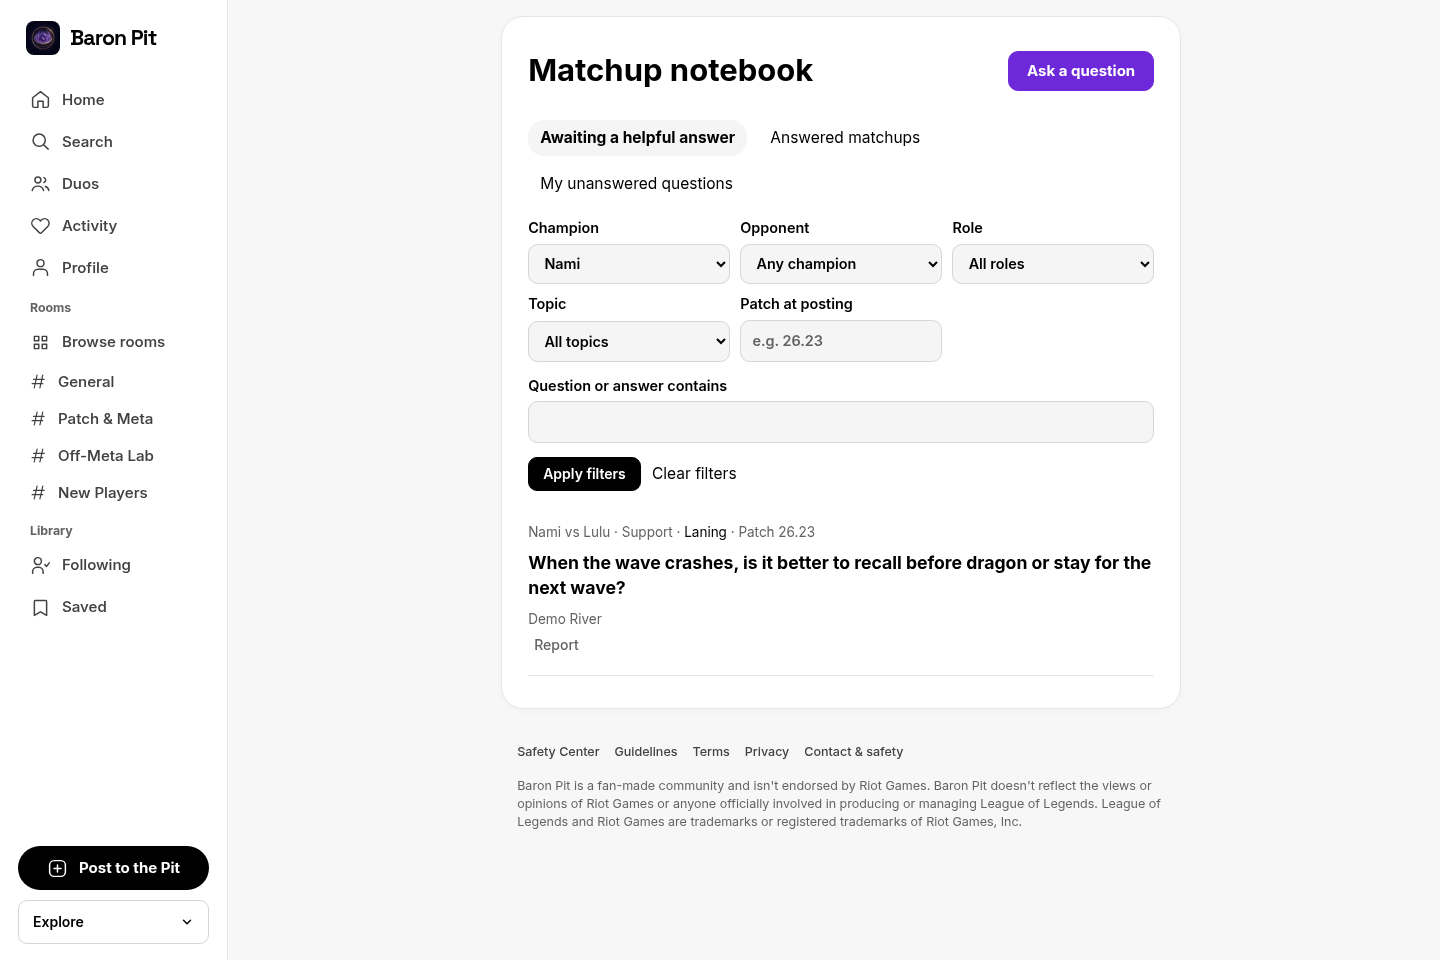 Baron Pit
Home
Search
Duos
Activity
Profile
Rooms
Browse rooms
# General
# Patch & Meta
# Off-Meta Lab
# New Players
Library
Following
Saved
Post to the Pit
Explore
Matchup notebook
Ask a question
Awaiting a helpful answer Answered matchups
My unanswered questions
Champion Opponent Role
Nami Any champion All roles
Topic Patch at posting
All topics e.g. 26.23
Question or answer contains
Apply filters Clear filters
Nami vs Lulu · Support · Laning · Patch 26.23
When the wave crashes, is it better to recall before dragon or stay for the
next wave?
Demo River
Report
Safety Center Guidelines Terms Privacy Contact & safety
Baron Pit is a fan-made community and isn't endorsed by Riot Games. Baron Pit doesn't reflect the views or
opinions of Riot Games or anyone officially involved in producing or managing League of Legends. League of
Legends and Riot Games are trademarks or registered trademarks of Riot Games, Inc.